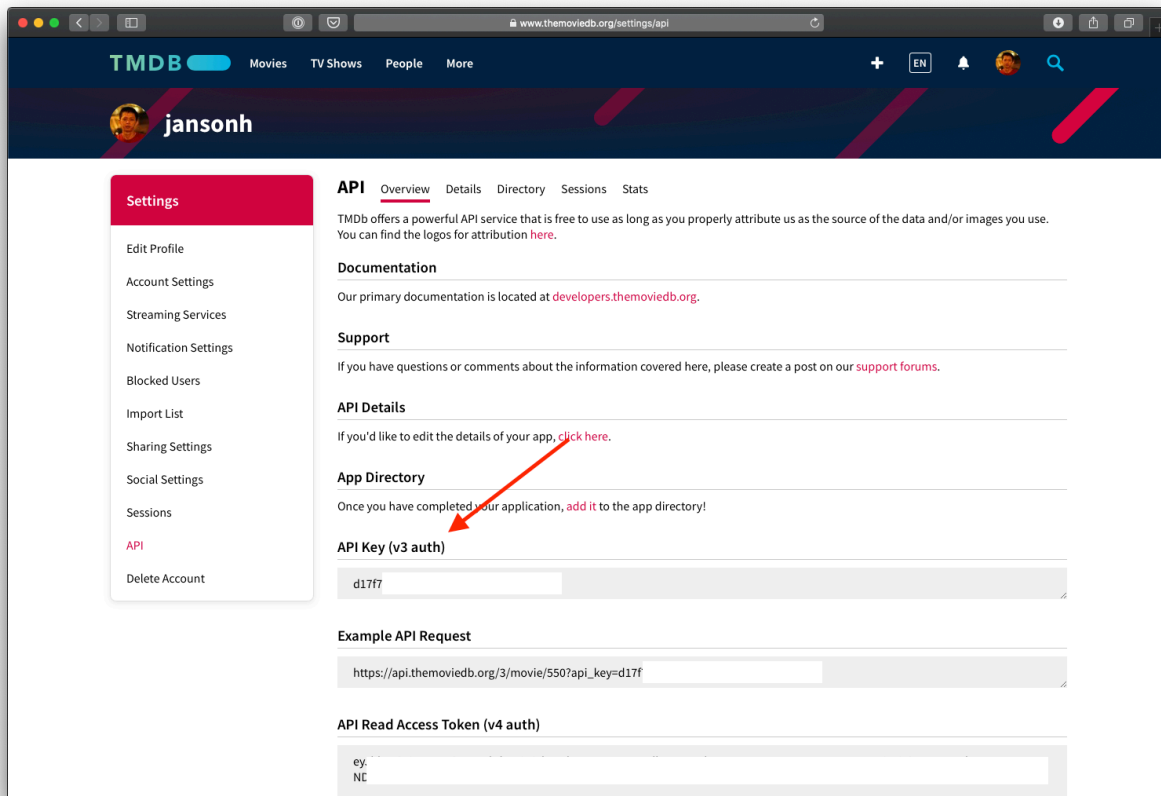 www.themoviedb.org/settings/api
TMDB Movies TV Shows People More EN
jansonh
Settings
Edit Profile
Account Settings
Streaming Services
Notification Settings
Blocked Users
Import List
Sharing Settings
Social Settings
Sessions
API
Delete Account
API Overview Details Directory Sessions Stats
TMDb offers a powerful API service that is free to use as long as you properly attribute us as the source of the data and/or images you use.
You can find the logos for attribution here.
Documentation
Our primary documentation is located at developers.themoviedb.org.
Support
If you have questions or comments about the information covered here, please create a post on our support forums.
API Details
If you'd like to edit the details of your app, click here.
App Directory
Once you have completed your application, add it to the app directory!
API Key (v3 auth)
d17f7
Example API Request
https://api.themoviedb.org/3/movie/550?api_key=d17f
API Read Access Token (v4 auth)
ey